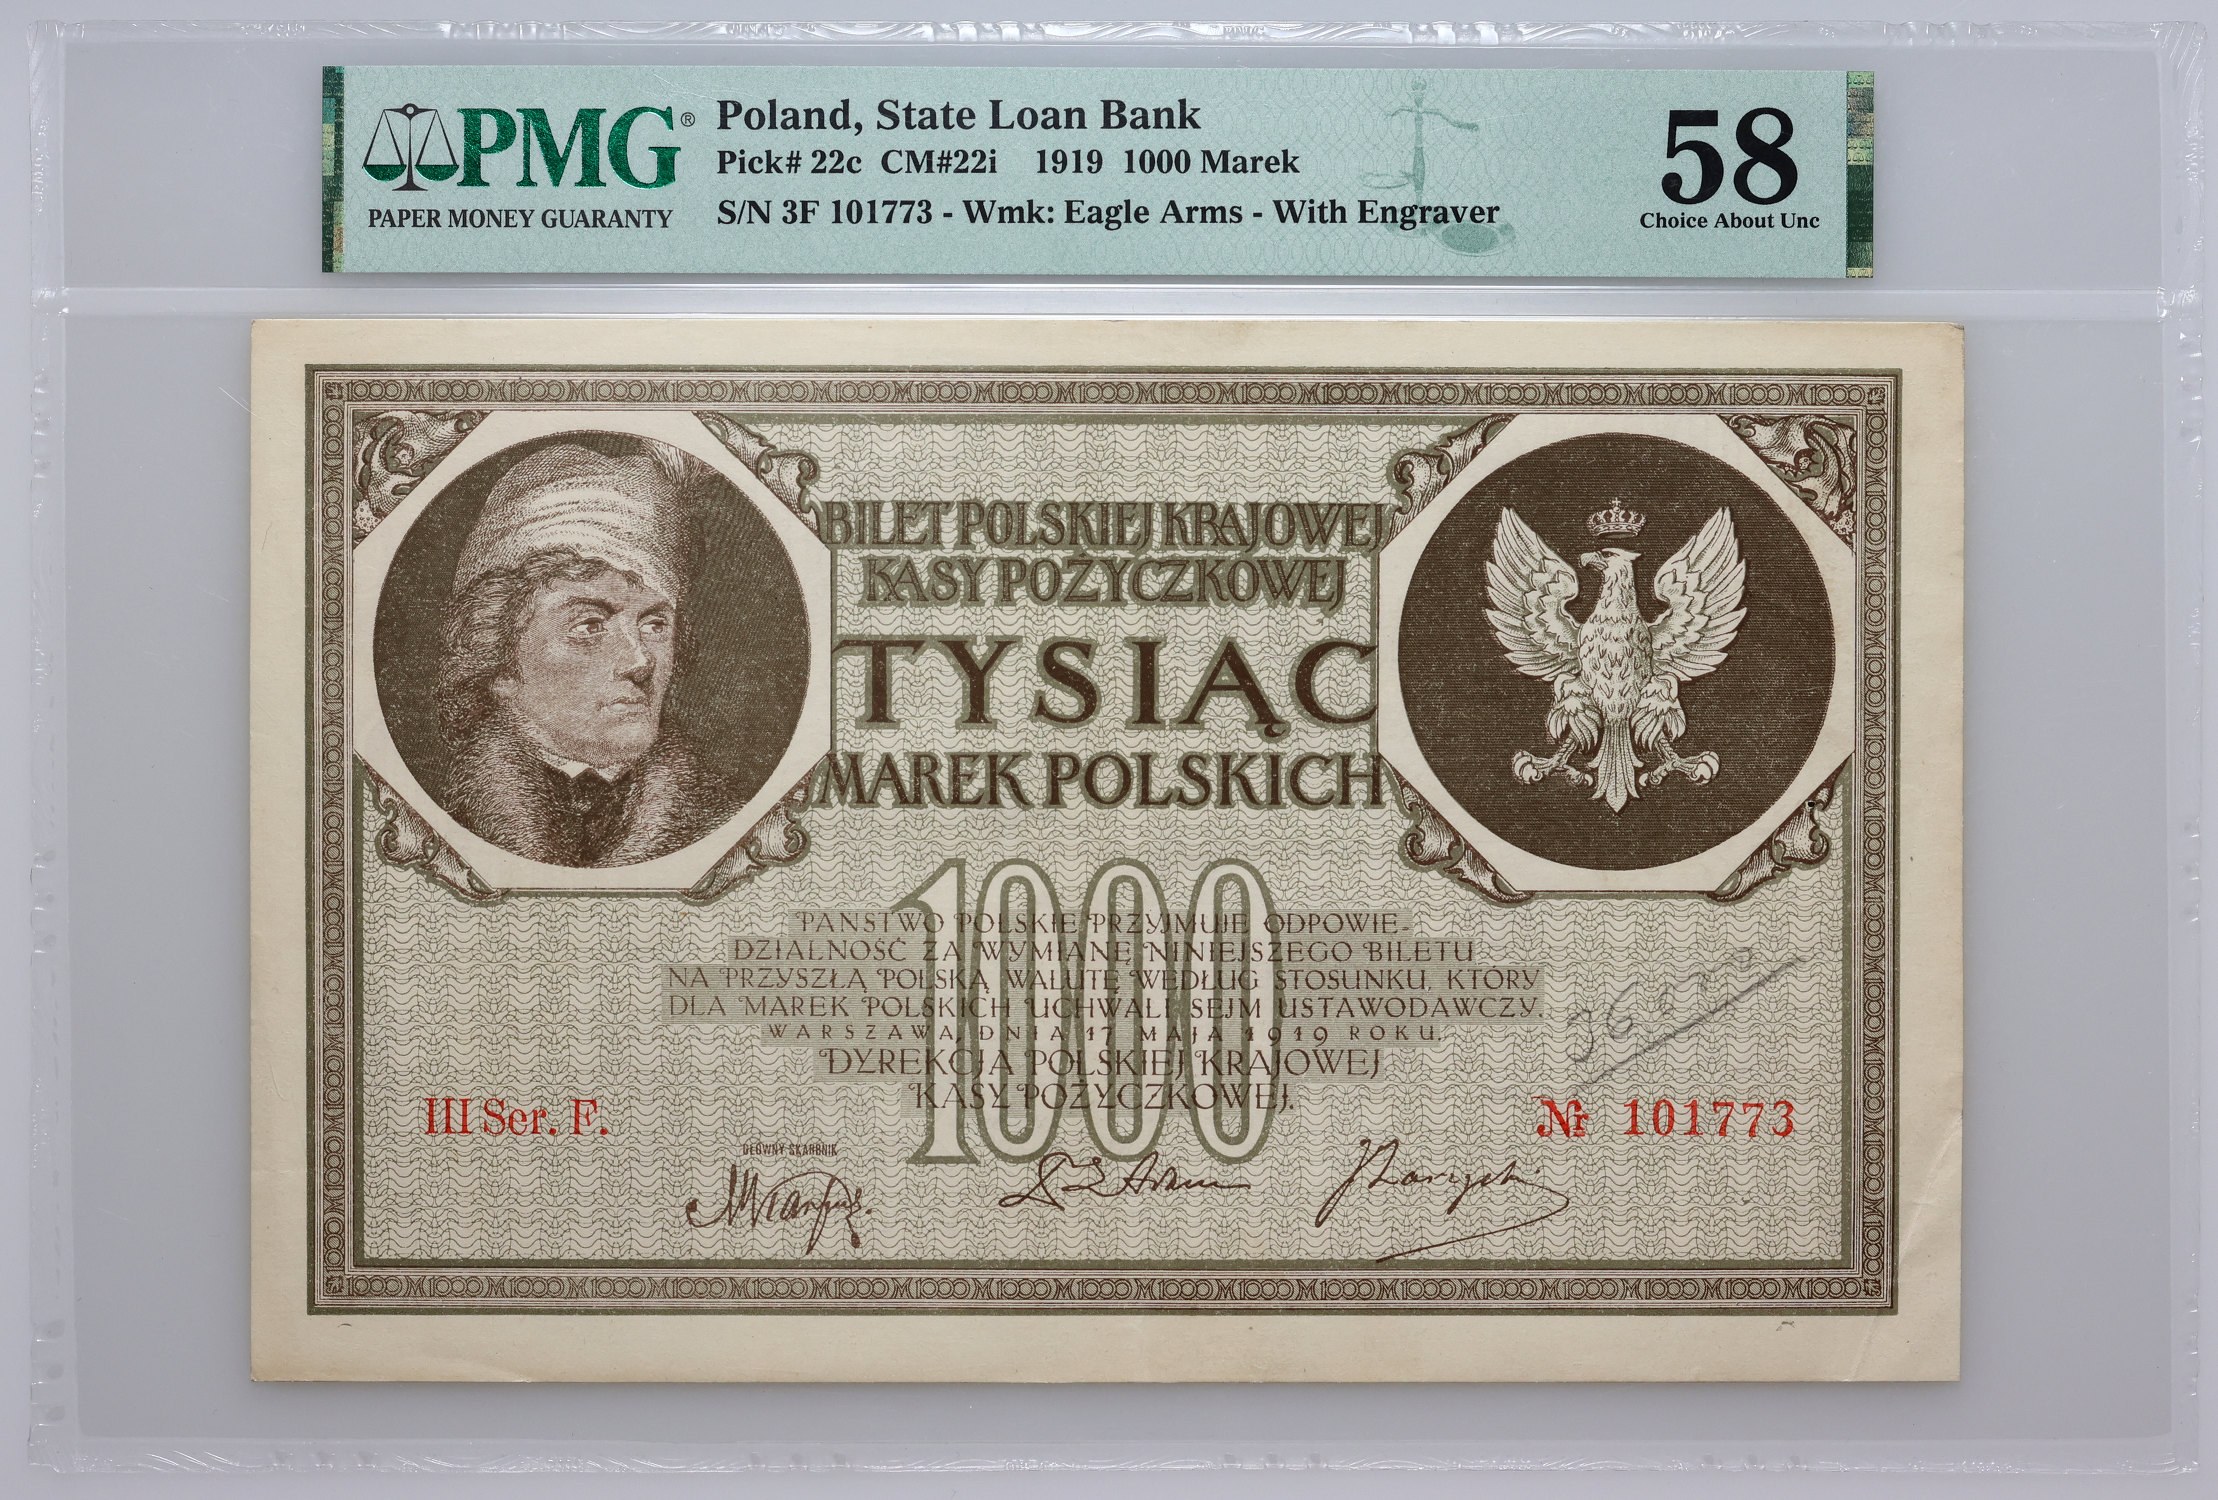 PMG®
PAPER MONEY GUARANTY
Poland, State Loan Bank
Pick# 22c CM#22i 1919 1000 Marek
S/N 3F 101773 - Wmk: Eagle Arms - With Engraver
58
Choice About Unc
BILET POLSKIEJ KRAJOWEJ
KASY POŻYCZKOWEJ
TYSIĄC
MAREK POLSKICH
1000
PAŃSTWO POLSKIE PRZYJMUJE ODPOWIE-
DZIALNOŚĆ ZA WYMIANĘ NINIEJSZEGO BILETU
NA PRZYSZŁĄ POLSKĄ WALUTĘ WEDŁUG STOSUNKU, KTÓRY
DLA MAREK POLSKICH UCHWALI SEJM USTAWODAWCZY.
WARSZAWA, DNIA 17 MAJA 1919 ROKU.
DYREKCJA POLSKIEJ KRAJOWEJ
KASY POŻYCZKOWEJ.
III Ser. F.
Nr 101773
GŁÓWNY SKARBNIK